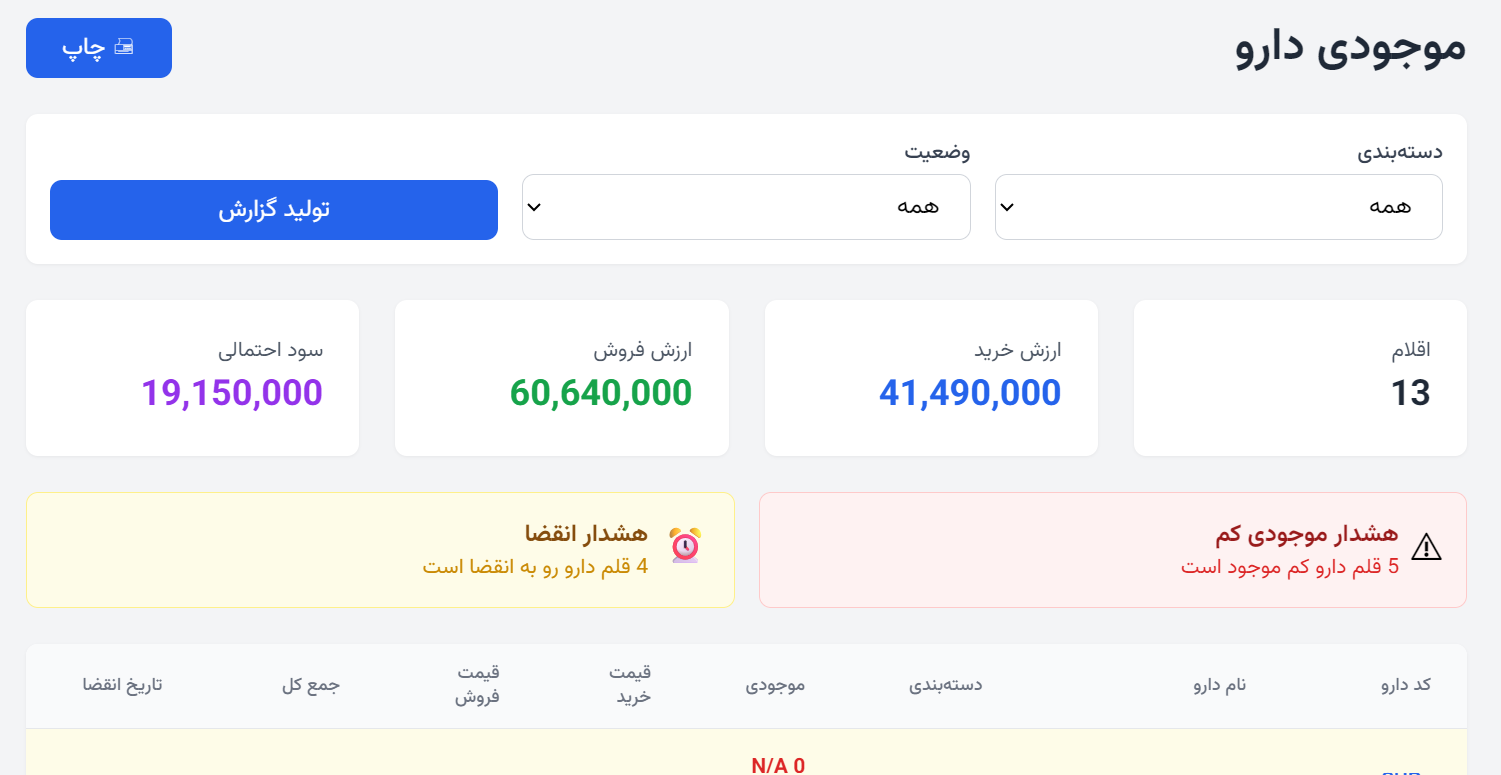 موجودی دارو
چاپ
دسته‌بندی
همه
وضعیت
همه
تولید گزارش
اقلام
13
ارزش خرید
41,490,000
ارزش فروش
60,640,000
سود احتمالی
19,150,000
هشدار موجودی کم
5 قلم دارو کم موجود است
هشدار انقضا
4 قلم دارو رو به انقضا است
کد دارو
نام دارو
دسته‌بندی
موجودی
قیمت
خرید
قیمت
فروش
جمع کل
تاریخ انقضا
N/A 0